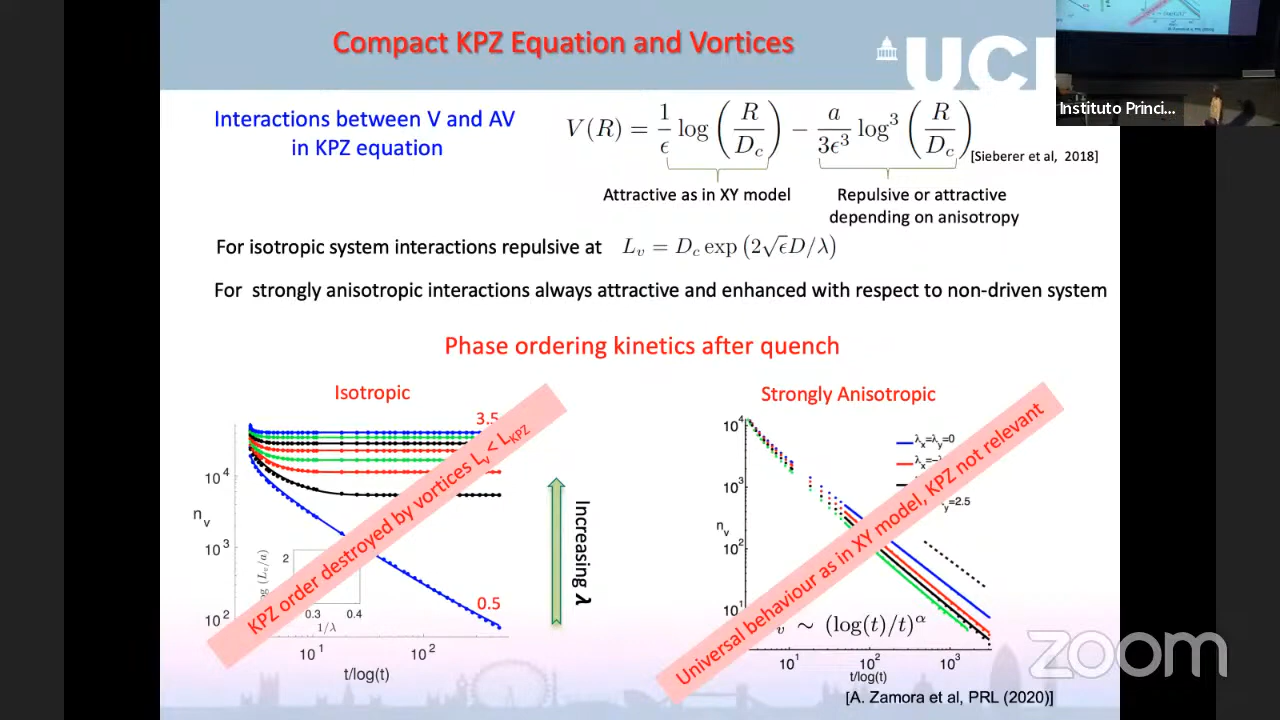 Compact KPZ Equation and Vortices
UCL
Instituto Princi...
Interactions between V and AV
in KPZ equation
V(R) = 1/ϵ log (R/D_c) − a/3ϵ³ log³ (R/D_c)
[Sieberer et al, 2018]
Attractive as in XY model
Repulsive or attractive
depending on anisotropy
For isotropic system interactions repulsive at L_v = D_c exp (2√ϵD/λ)
For strongly anisotropic interactions always attractive and enhanced with respect to non-driven system
Phase ordering kinetics after quench
Isotropic
3.5
10⁴
n_v
10³
10²
2
(L_v/a)
0.3 0.4
1/λ
0.5
10¹ 10²
t/log(t)
KPZ order destroyed by vortices L_v < L_KPZ
Increasing λ
Strongly Anisotropic
10⁴
10³
n_v
10²
10¹
λ_x=λ_y=0
λ_x=−
=2.5
∼ (log(t)/t)^α
10¹ 10² 10³
t/log(t)
Universal behaviour as in XY model, KPZ not relevant
[A. Zamora et al, PRL (2020)]
zoom